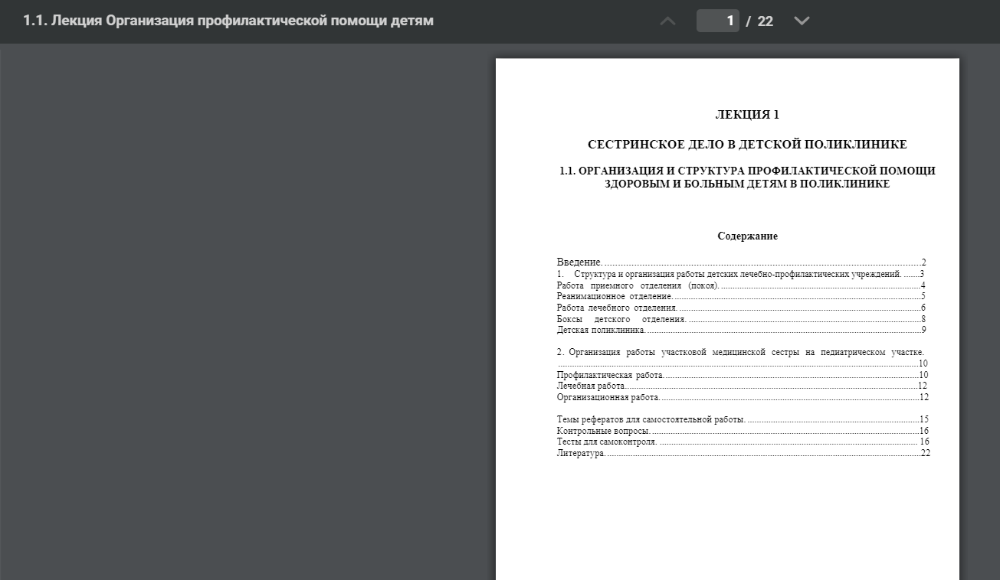 1.1. Лекция Организация профилактической помощи детям
1 / 22
ЛЕКЦИЯ 1
СЕСТРИНСКОЕ ДЕЛО В ДЕТСКОЙ ПОЛИКЛИНИКЕ
1.1. ОРГАНИЗАЦИЯ И СТРУКТУРА ПРОФИЛАКТИЧЕСКОЙ ПОМОЩИ
ЗДОРОВЫМ И БОЛЬНЫМ ДЕТЯМ В ПОЛИКЛИНИКЕ
Содержание
Введение. ........................................2
1. Структура и организация работы детских лечебно-профилактических учреждений. .......3
Работа приемного отделения (покоя). ........................................4
Реанимационное отделение. ........................................5
Работа лечебного отделения. ........................................6
Боксы детского отделения. ........................................8
Детская поликлиника. ........................................9
2. Организация работы участковой медицинской сестры на педиатрическом участке.
........................................10
Профилактическая работа. ........................................10
Лечебная работа. ........................................12
Организационная работа. ........................................12
Темы рефератов для самостоятельной работы. ........................................15
Контрольные вопросы. ........................................16
Тесты для самоконтроля. ........................................16
Литература. ........................................22